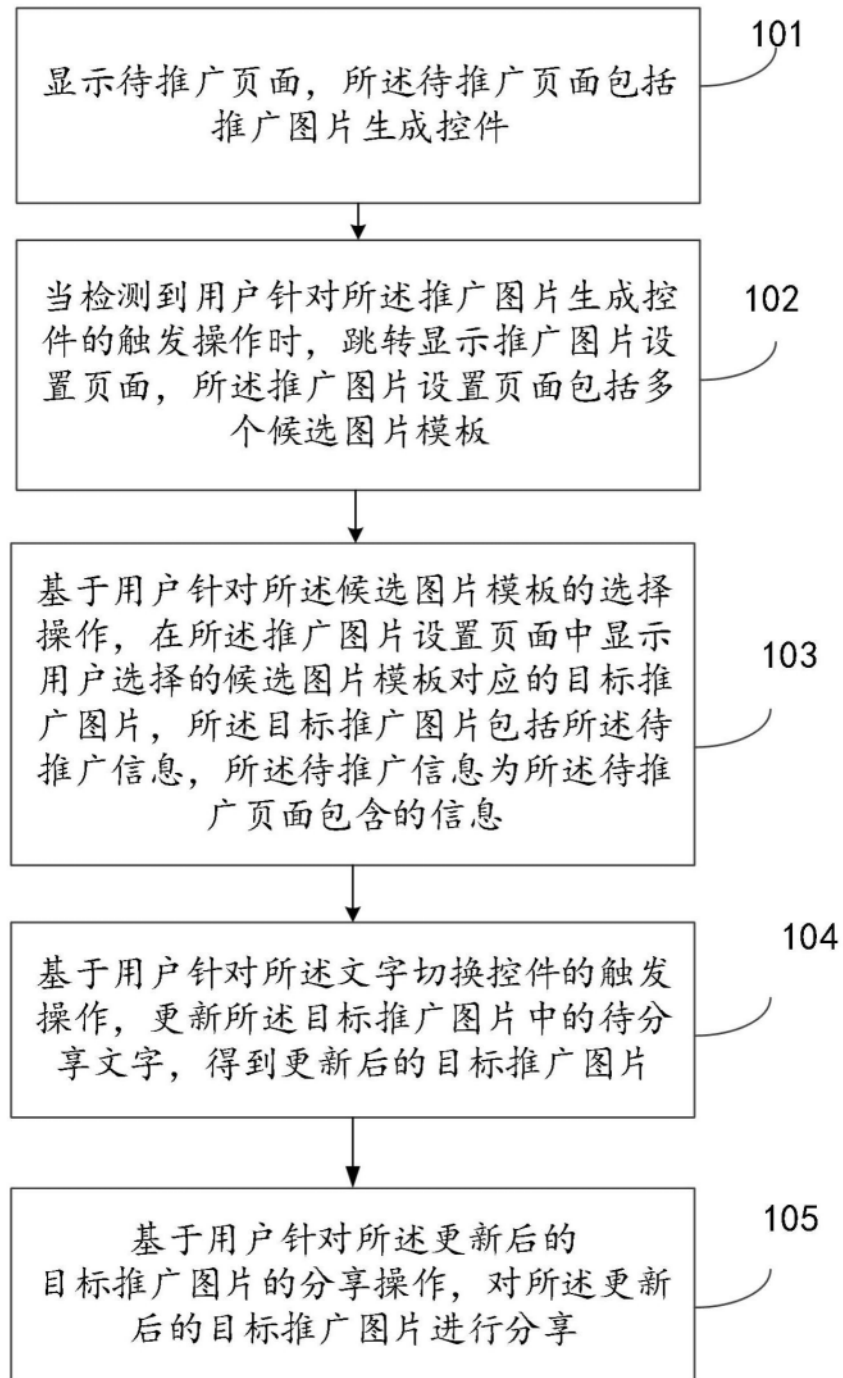 101
显示待推广页面，所述待推广页面包括
推广图片生成控件
102
当检测到用户针对所述推广图片生成控
件的触发操作时，跳转显示推广图片设
置页面，所述推广图片设置页面包括多
个候选图片模板
103
基于用户针对所述候选图片模板的选择
操作，在所述推广图片设置页面中显示
用户选择的候选图片模板对应的目标推
广图片，所述目标推广图片包括所述待
推广信息，所述待推广信息为所述待推
广页面包含的信息
104
基于用户针对所述文字切换控件的触发
操作，更新所述目标推广图片中的待分
享文字，得到更新后的目标推广图片
105
基于用户针对所述更新后的
目标推广图片的分享操作，对所述更新
后的目标推广图片进行分享